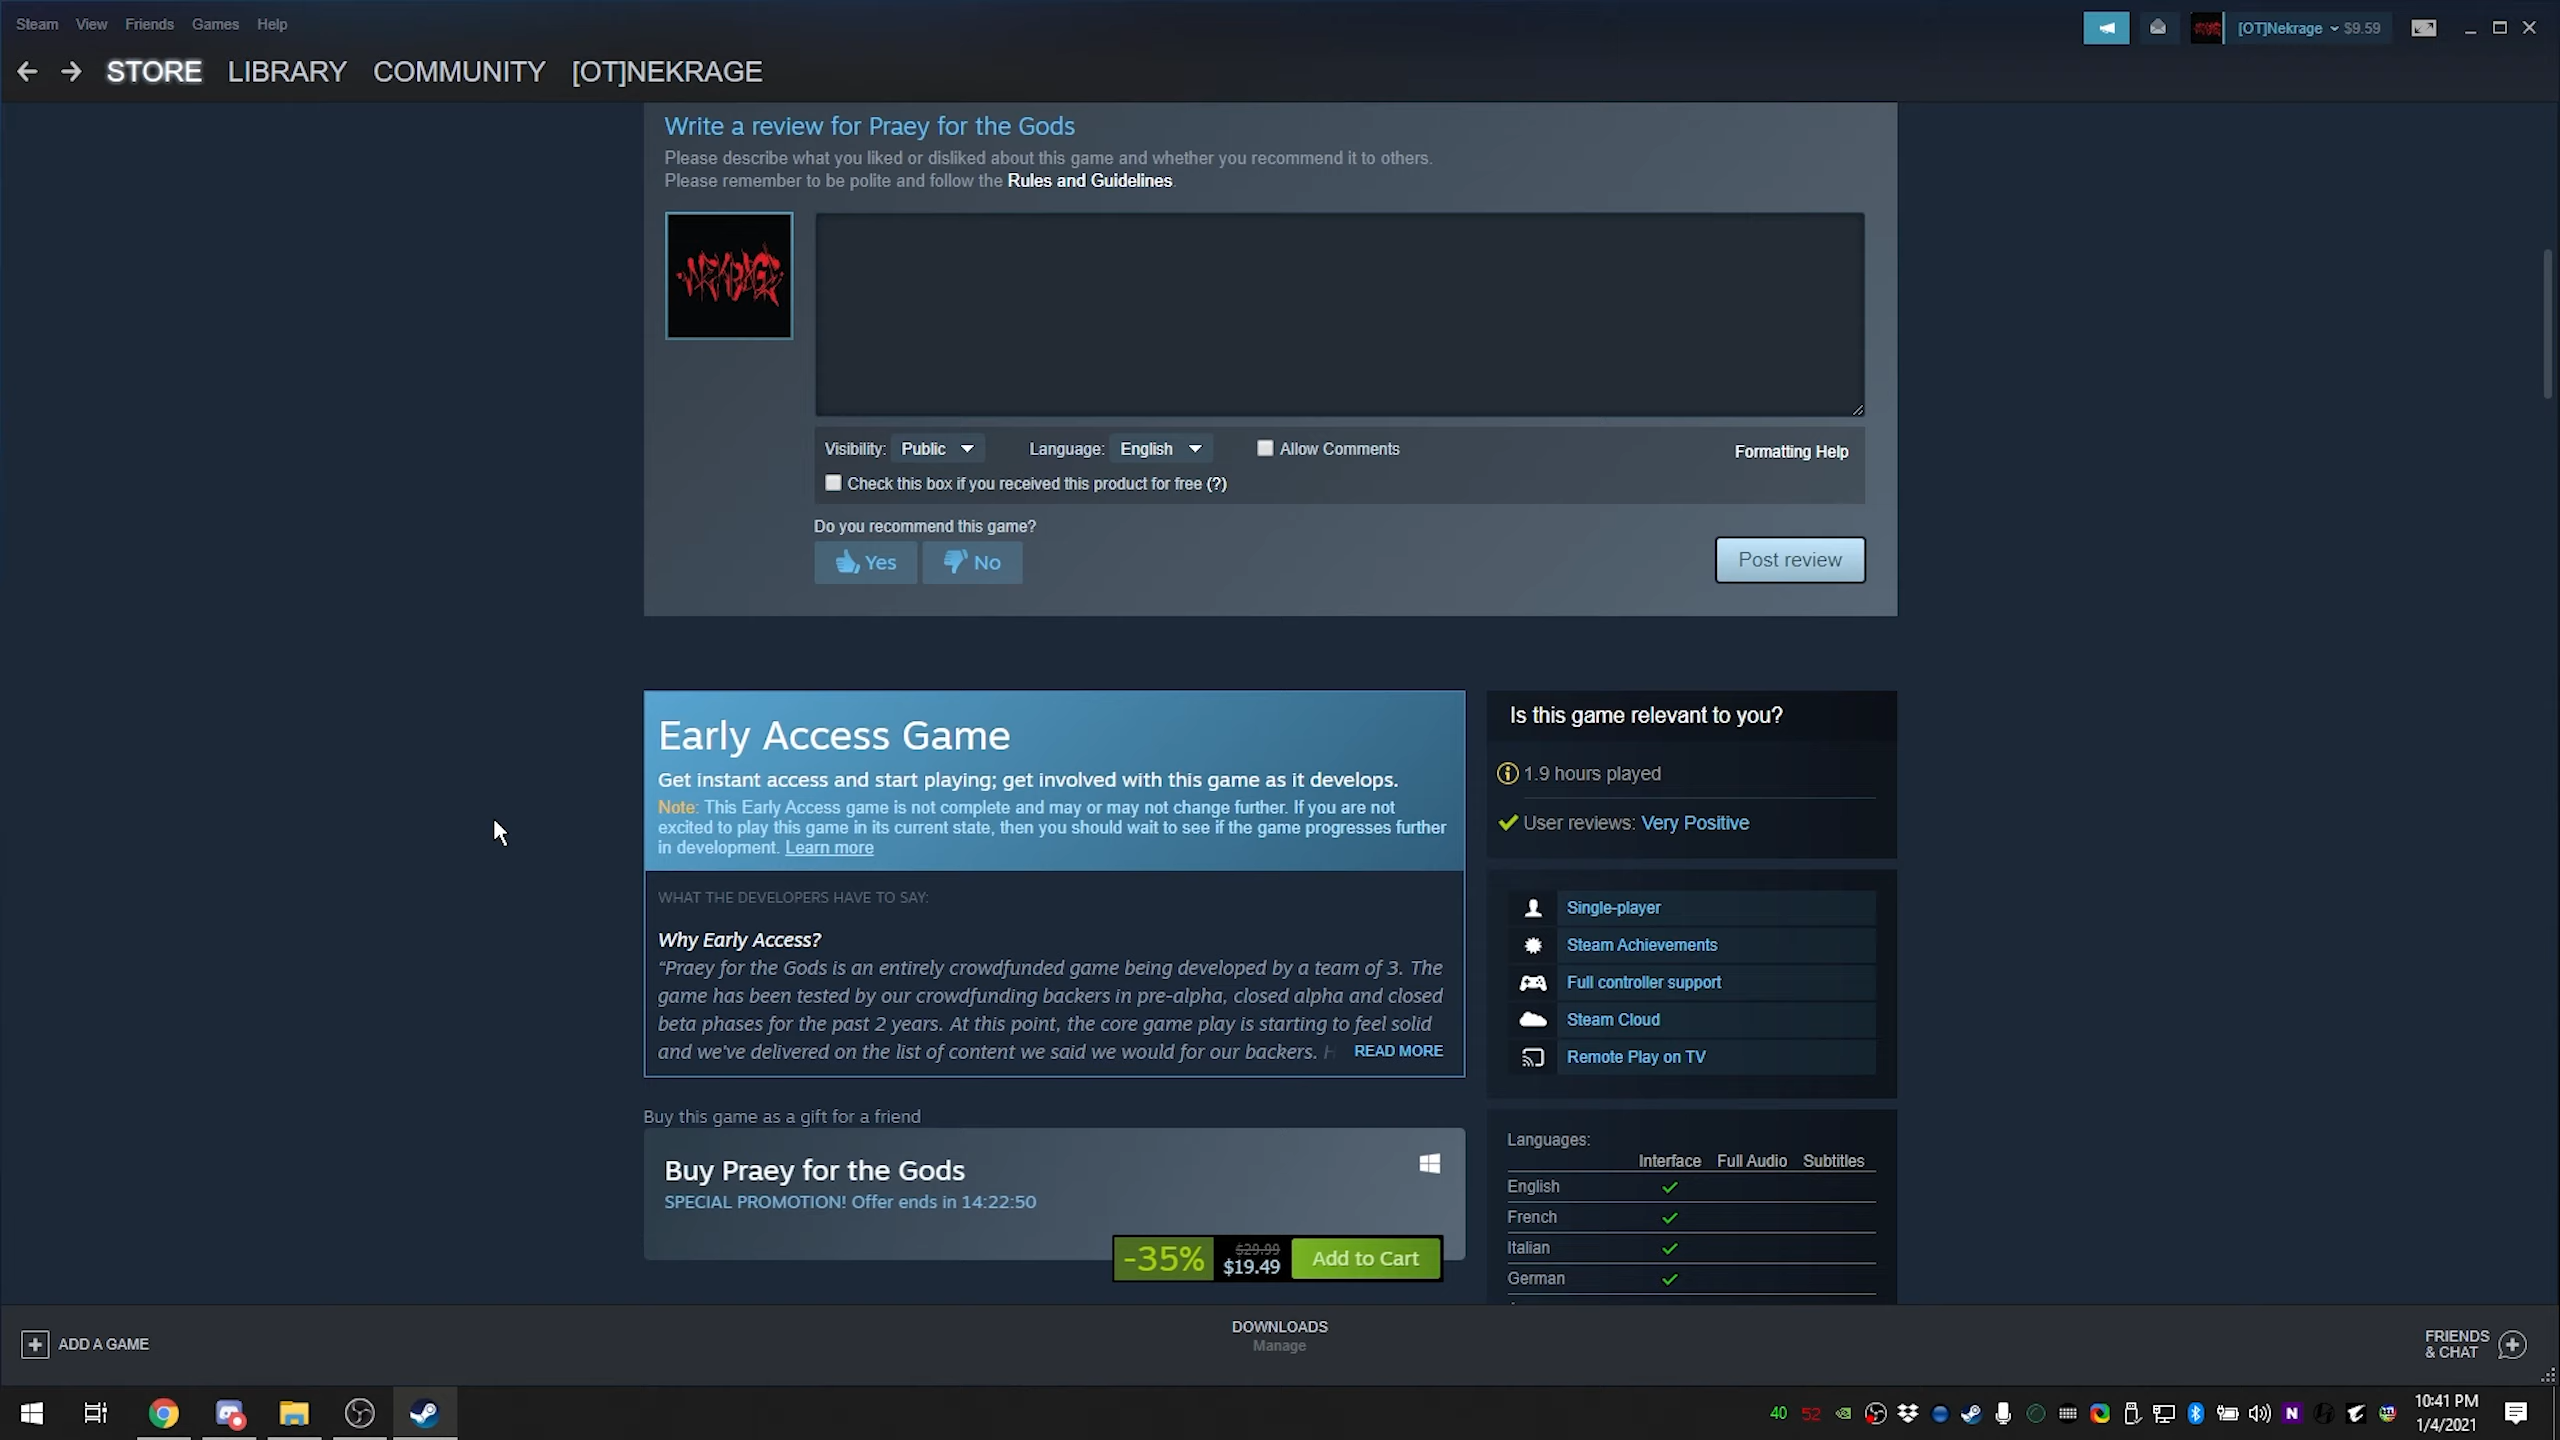 Steam View Friends Games Help
[OT]Nekrage $9.59
STORE LIBRARY COMMUNITY [OT]NEKRAGE
Write a review for Praey for the Gods
Please describe what you liked or disliked about this game and whether you recommend it to others.
Please remember to be polite and follow the Rules and Guidelines.
NEKRAGE
Visibility: Public Language: English Allow Comments Formatting Help
Check this box if you received this product for free (?)
Do you recommend this game?
Yes No Post review
Early Access Game
Get instant access and start playing; get involved with this game as it develops.
Note: This Early Access game is not complete and may or may not change further. If you are not
excited to play this game in its current state, then you should wait to see if the game progresses further
in development. Learn more
WHAT THE DEVELOPERS HAVE TO SAY:
Why Early Access?
“Praey for the Gods is an entirely crowdfunded game being developed by a team of 3. The
game has been tested by our crowdfunding backers in pre-alpha, closed alpha and closed
beta phases for the past 2 years. At this point, the core game play is starting to feel solid
and we've delivered on the list of content we said we would for our backers. H READ MORE
Buy this game as a gift for a friend
Buy Praey for the Gods
SPECIAL PROMOTION! Offer ends in 14:22:50
-35% $29.99 $19.49 Add to Cart
Is this game relevant to you?
1.9 hours played
User reviews: Very Positive
Single-player
Steam Achievements
Full controller support
Steam Cloud
Remote Play on TV
Languages:
Interface Full Audio Subtitles
English
French
Italian
German
ADD A GAME
DOWNLOADS
Manage
FRIENDS
& CHAT
40 52 N
10:41 PM
1/4/2021